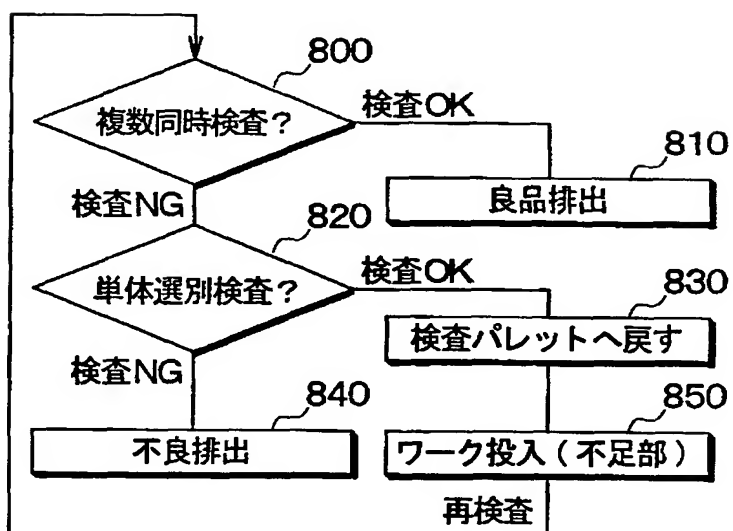 800
複数同時検査？
検査OK
810
良品排出
検査NG
820
単体選別検査？
検査OK
830
検査パレットへ戻す
検査NG
840
不良排出
850
ワーク投入（不足部）
再検査